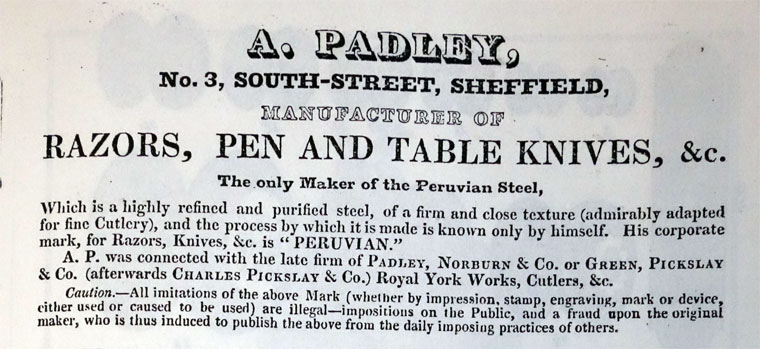 A. PADLEY,
No. 3, SOUTH-STREET, SHEFFIELD,
MANUFACTURER OF
RAZORS, PEN AND TABLE KNIVES, &c.
The only Maker of the Peruvian Steel,
Which is a highly refined and purified steel, of a firm and close texture (admirably adapted
for fine Cutlery), and the process by which it is made is known only by himself. His corporate
mark, for Razors, Knives, &c. is "PERUVIAN."
A. P. was connected with the late firm of PADLEY, NORBURN & Co. or GREEN, PICKSLAY
& Co. (afterwards CHARLES PICKSLAY & Co.) Royal York Works, Cutlers, &c.
Caution.—All imitations of the above Mark (whether by impression, stamp, engraving, mark or device,
either used or caused to be used) are illegal—impositions on the Public, and a fraud upon the original
maker, who is thus induced to publish the above from the daily imposing practices of others.